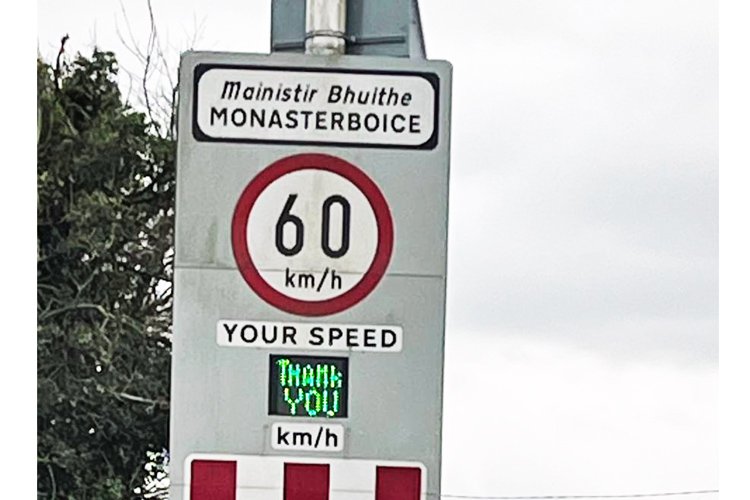 Mainistir Bhuithe
MONASTERBOICE
60
km/h
YOUR SPEED
THANK
YOU
km/h